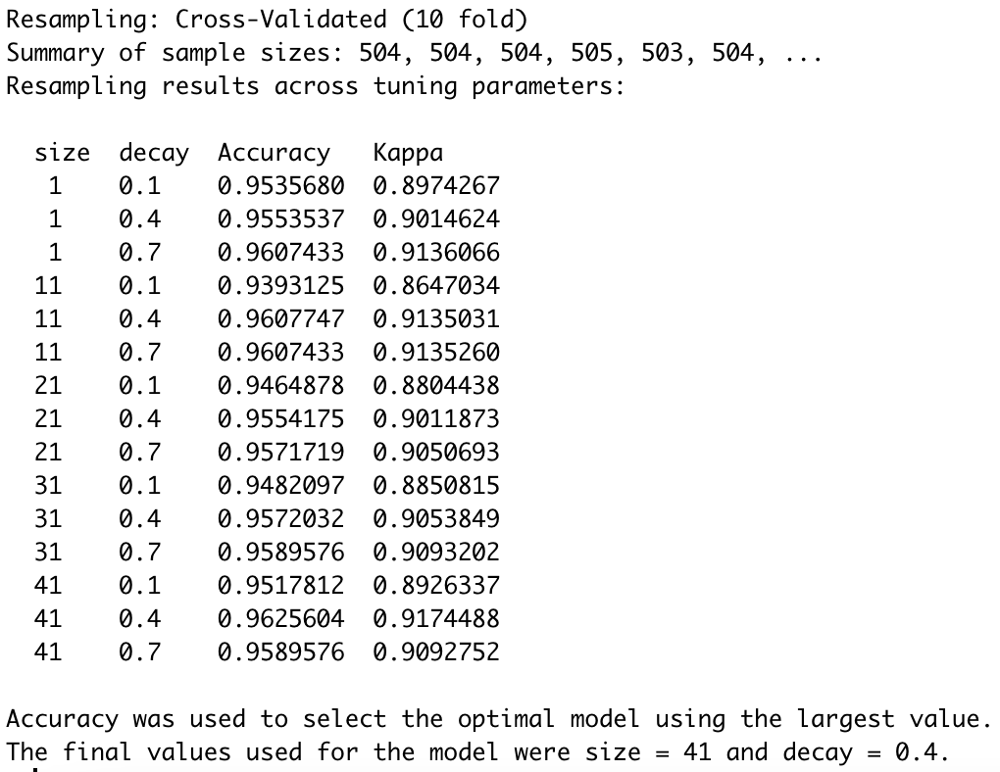 Resampling: Cross-Validated (10 fold)
Summary of sample sizes: 504, 504, 504, 505, 503, 504, ...
Resampling results across tuning parameters:

  size  decay  Accuracy   Kappa
   1    0.1    0.9535680  0.8974267
   1    0.4    0.9553537  0.9014624
   1    0.7    0.9607433  0.9136066
  11    0.1    0.9393125  0.8647034
  11    0.4    0.9607747  0.9135031
  11    0.7    0.9607433  0.9135260
  21    0.1    0.9464878  0.8804438
  21    0.4    0.9554175  0.9011873
  21    0.7    0.9571719  0.9050693
  31    0.1    0.9482097  0.8850815
  31    0.4    0.9572032  0.9053849
  31    0.7    0.9589576  0.9093202
  41    0.1    0.9517812  0.8926337
  41    0.4    0.9625604  0.9174488
  41    0.7    0.9589576  0.9092752

Accuracy was used to select the optimal model using the largest value.
The final values used for the model were size = 41 and decay = 0.4.